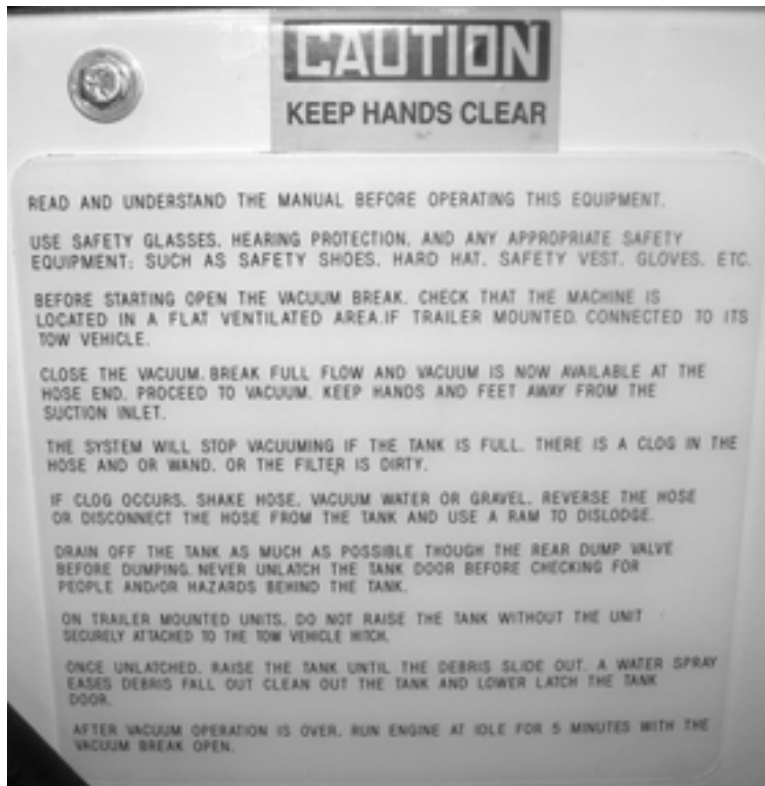 CAUTION
KEEP HANDS CLEAR
READ AND UNDERSTAND THE MANUAL BEFORE OPERATING THIS EQUIPMENT.
USE SAFETY GLASSES, HEARING PROTECTION, AND ANY APPROPRIATE SAFETY
EQUIPMENT; SUCH AS SAFETY SHOES, HARD HAT, SAFETY VEST, GLOVES, ETC.
BEFORE STARTING OPEN THE VACUUM BREAK. CHECK THAT THE MACHINE IS
LOCATED IN A FLAT VENTILATED AREA.IF TRAILER MOUNTED, CONNECTED TO ITS
TOW VEHICLE.
CLOSE THE VACUUM. BREAK FULL FLOW AND VACUUM IS NOW AVAILABLE AT THE
HOSE END. PROCEED TO VACUUM. KEEP HANDS AND FEET AWAY FROM THE
SUCTION INLET.
THE SYSTEM WILL STOP VACUUMING IF THE TANK IS FULL. THERE IS A CLOG IN THE
HOSE AND OR WAND, OR THE FILTER IS DIRTY.
IF CLOG OCCURS, SHAKE HOSE, VACUUM WATER OR GRAVEL, REVERSE THE HOSE
OR DISCONNECT THE HOSE FROM THE TANK AND USE A RAM TO DISLODGE.
DRAIN OFF THE TANK AS MUCH AS POSSIBLE THOUGH THE REAR DUMP VALVE
BEFORE DUMPING. NEVER UNLATCH THE TANK DOOR BEFORE CHECKING FOR
PEOPLE AND/OR HAZARDS BEHIND THE TANK.
ON TRAILER MOUNTED UNITS, DO NOT RAISE THE TANK WITHOUT THE UNIT
SECURELY ATTACHED TO THE TOW VEHICLE HITCH.
ONCE UNLATCHED, RAISE THE TANK UNTIL THE DEBRIS SLIDE OUT. A WATER SPRAY
EASES DEBRIS FALL OUT CLEAN OUT THE TANK AND LOWER LATCH THE TANK
DOOR.
AFTER VACUUM OPERATION IS OVER, RUN ENGINE AT IDLE FOR 5 MINUTES WITH THE
VACUUM BREAK OPEN.